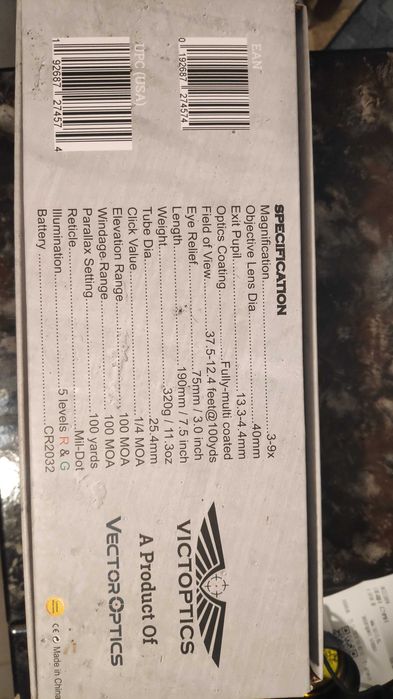 EAN
0 192687 274574
UPC (USA)
1 92687 27457 4
SPECIFICATION
Magnification..........3-9x
Objective Lens Dia..........40mm
Exit Pupil..........13.3-4.4mm
Optics Coating..........Fully-multi coated
Field of View..........37.5-12.4 feet@100yds
Eye Relief..........75mm / 3.0 inch
Length..........190mm / 7.5 inch
Weight..........320g / 11.3oz
Tube Dia..........25.4mm
Click Value..........1/4 MOA
Elevation Range..........100 MOA
Windage Range..........100 MOA
Parallax Setting..........100 yards
Reticle..........Mil-Dot
Illumination..........5 levels R & G
Battery..........CR2032
VICTOPTICS
A Product Of
VECTOR OPTICS
CE Made in China